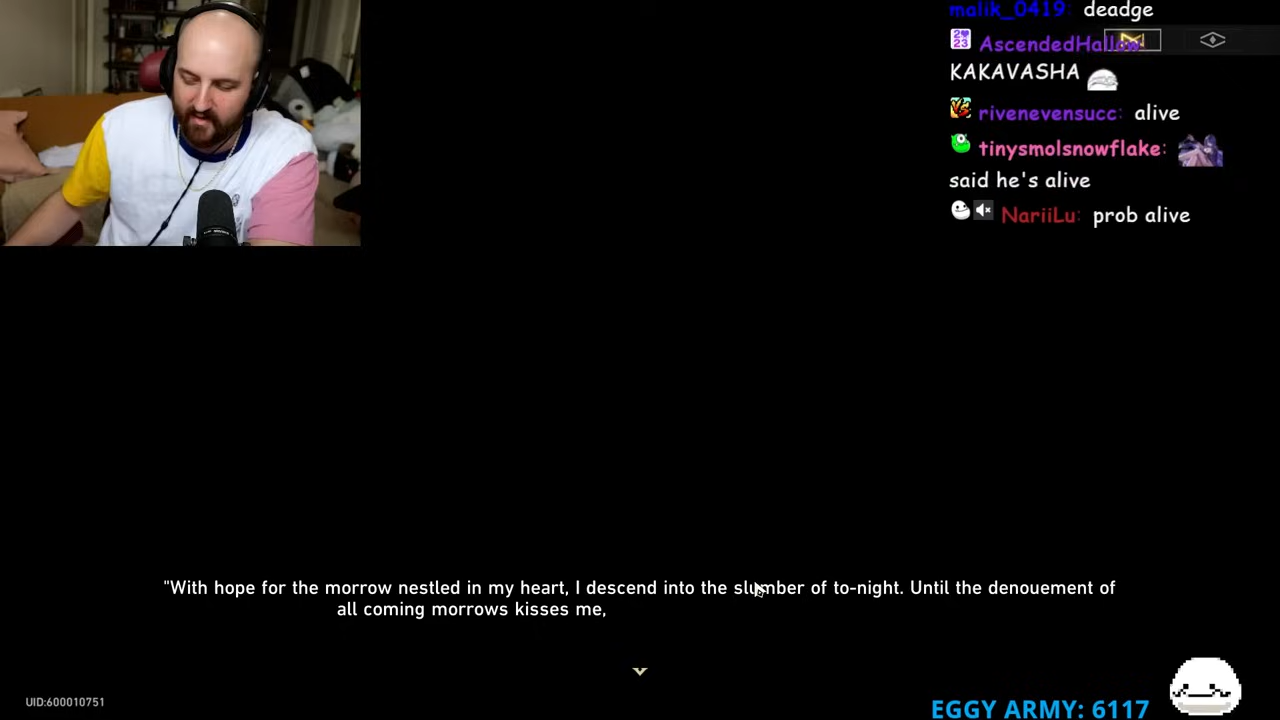 malik_0419: deadge
AscendedHallow:
KAKAVASHA
rivenevensucc: alive
tinysmolsnowflake:
said he's alive
NariiLu: prob alive
"With hope for the morrow nestled in my heart, I descend into the slumber of to-night. Until the denouement of
all coming morrows kisses me,
UID:600010751
EGGY ARMY: 6117